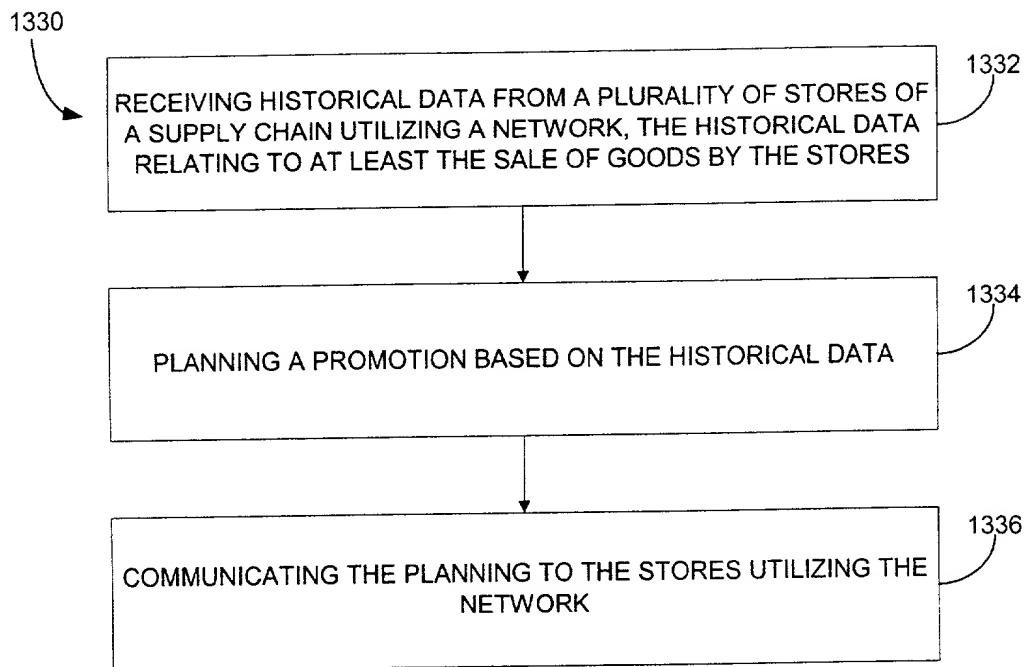 1330
1332
RECEIVING HISTORICAL DATA FROM A PLURALITY OF STORES OF
A SUPPLY CHAIN UTILIZING A NETWORK, THE HISTORICAL DATA
RELATING TO AT LEAST THE SALE OF GOODS BY THE STORES
1334
PLANNING A PROMOTION BASED ON THE HISTORICAL DATA
1336
COMMUNICATING THE PLANNING TO THE STORES UTILIZING THE
NETWORK